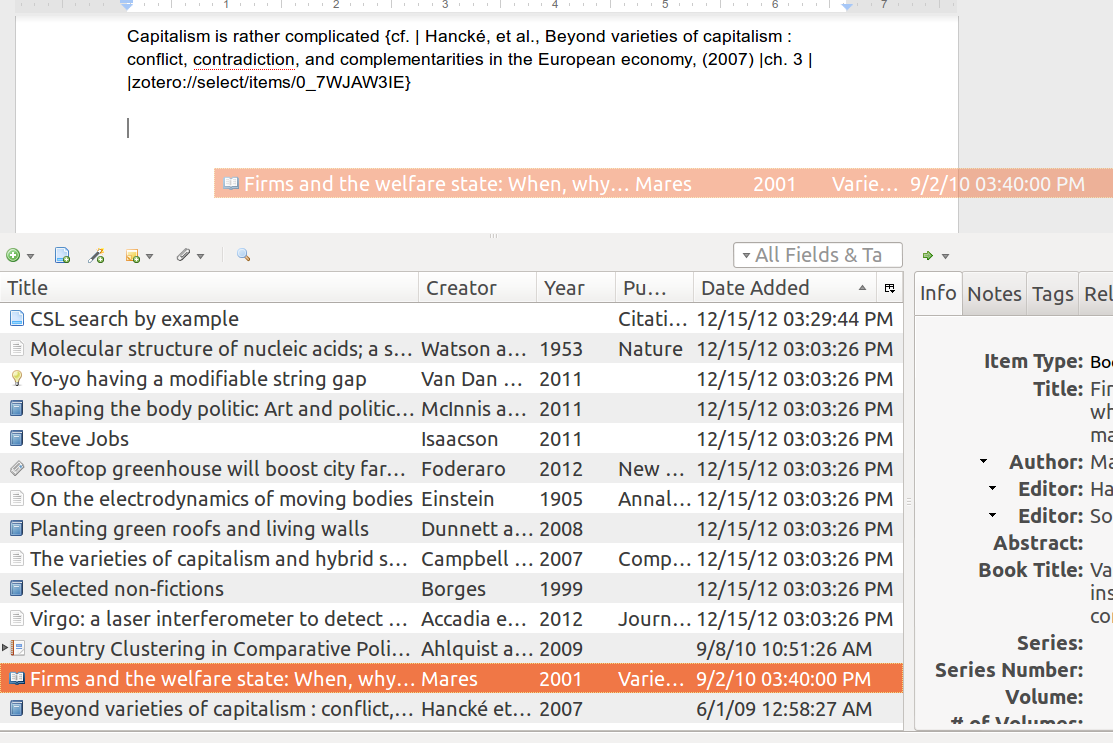 1 2 3 4 5 6 7
Capitalism is rather complicated {cf. | Hancké, et al., Beyond varieties of capitalism :
conflict, contradiction, and complementarities in the European economy, (2007) |ch. 3 |
|zotero://select/items/0_7WJAW3IE}
Firms and the welfare state: When, why… Mares 2001 Varie… 9/2/10 03:40:00 PM
All Fields & Ta
Title Creator Year Pu… Date Added
Info Notes Tags Rel
CSL search by example Citati… 12/15/12 03:29:44 PM
Molecular structure of nucleic acids; a s… Watson a… 1953 Nature 12/15/12 03:03:26 PM
Yo-yo having a modifiable string gap Van Dan … 2011 12/15/12 03:03:26 PM
Shaping the body politic: Art and politic… McInnis a… 2011 12/15/12 03:03:26 PM
Steve Jobs Isaacson 2011 12/15/12 03:03:26 PM
Rooftop greenhouse will boost city far… Foderaro 2012 New … 12/15/12 03:03:26 PM
On the electrodynamics of moving bodies Einstein 1905 Annal… 12/15/12 03:03:26 PM
Planting green roofs and living walls Dunnett a… 2008 12/15/12 03:03:26 PM
The varieties of capitalism and hybrid s… Campbell … 2007 Comp… 12/15/12 03:03:26 PM
Selected non-fictions Borges 1999 12/15/12 03:03:26 PM
Virgo: a laser interferometer to detect … Accadia e… 2012 Journ… 12/15/12 03:03:26 PM
Country Clustering in Comparative Poli… Ahlquist a… 2009 9/8/10 10:51:26 AM
Firms and the welfare state: When, why… Mares 2001 Varie… 9/2/10 03:40:00 PM
Beyond varieties of capitalism : conflict,… Hancké et… 2007 6/1/09 12:58:27 AM
Item Type: Boo
Title: Fir
wh
ma
Author: Ma
Editor: Ha
Editor: So
Abstract:
Book Title: Va
ins
co
Series:
Series Number:
Volume:
# of Volumes: